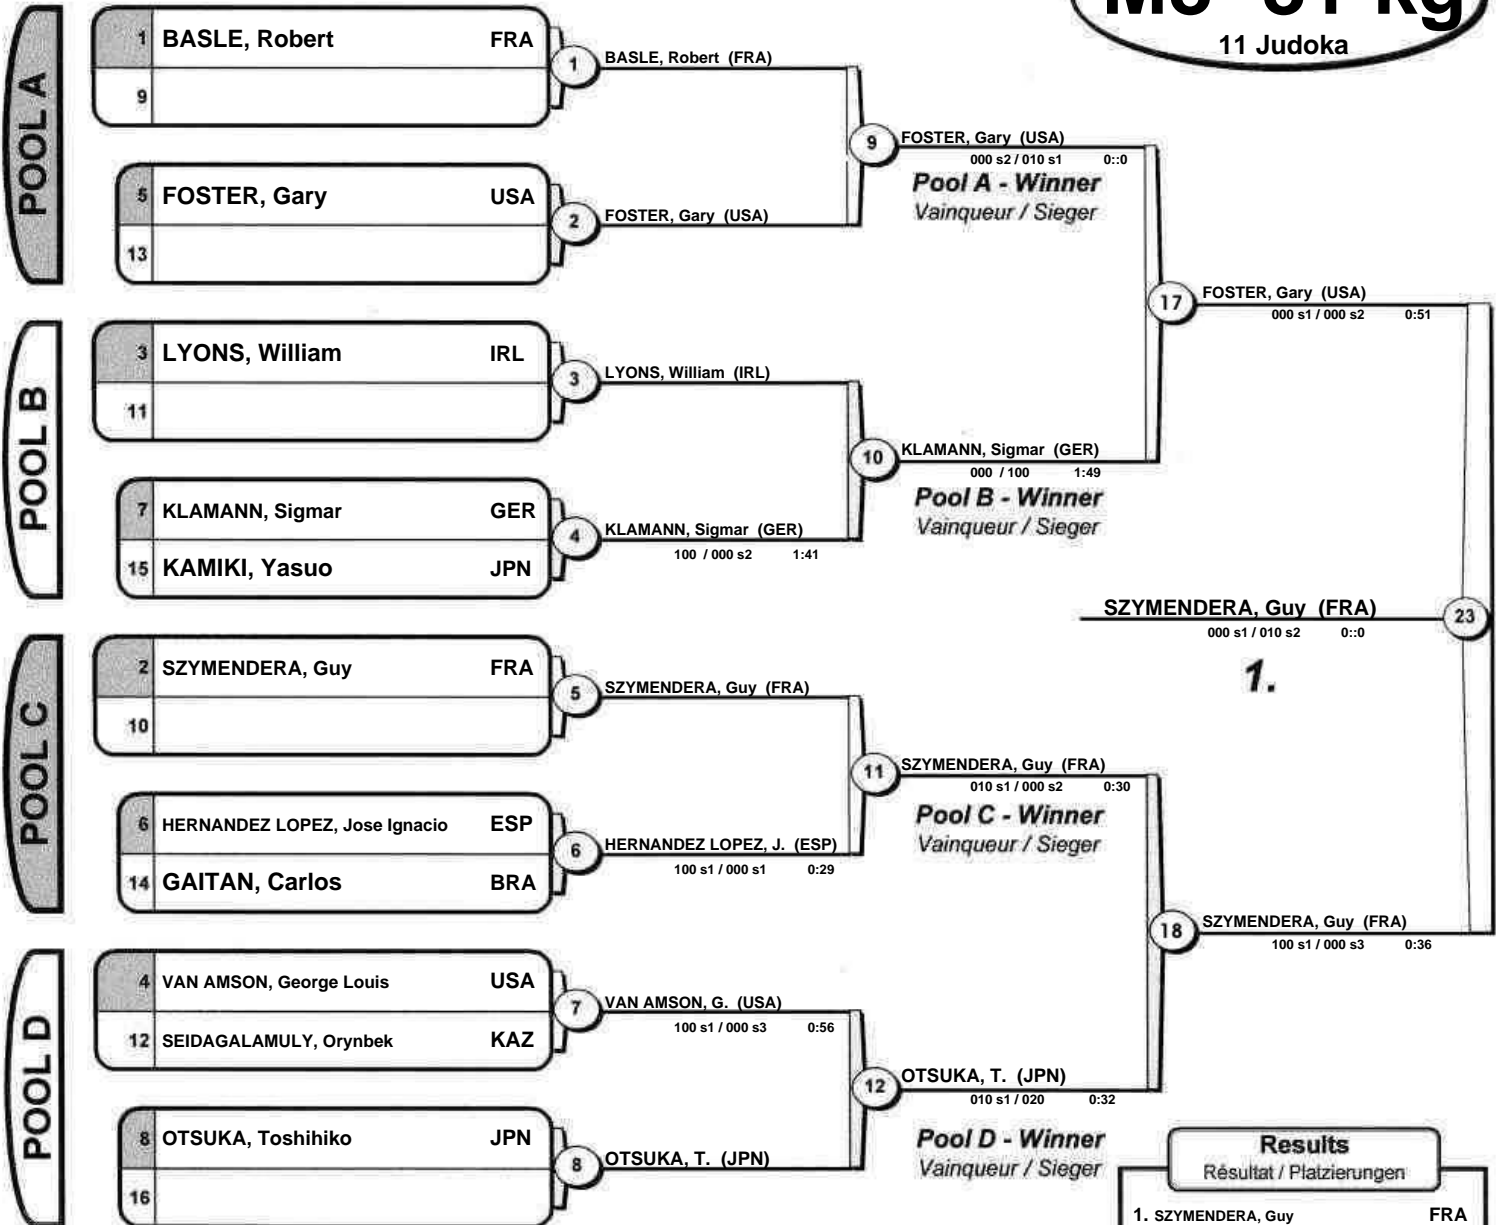 M8 -81 kg
11 Judoka
POOL A
1 BASLE, Robert FRA
9
5 FOSTER, Gary USA
13
1 BASLE, Robert (FRA)
2 FOSTER, Gary (USA)
9 FOSTER, Gary (USA)
000 s2 / 010 s1 0::0
Pool A - Winner
Vainqueur / Sieger
17 FOSTER, Gary (USA)
000 s1 / 000 s2 0:51
POOL B
3 LYONS, William IRL
11
7 KLAMANN, Sigmar GER
15 KAMIKI, Yasuo JPN
3 LYONS, William (IRL)
4 KLAMANN, Sigmar (GER)
100 / 000 s2 1:41
10 KLAMANN, Sigmar (GER)
000 / 100 1:49
Pool B - Winner
Vainqueur / Sieger
SZYMENDERA, Guy (FRA) 23
000 s1 / 010 s2 0::0
1.
POOL C
2 SZYMENDERA, Guy FRA
10
6 HERNANDEZ LOPEZ, Jose Ignacio ESP
14 GAITAN, Carlos BRA
5 SZYMENDERA, Guy (FRA)
6 HERNANDEZ LOPEZ, J. (ESP)
100 s1 / 000 s1 0:29
11 SZYMENDERA, Guy (FRA)
010 s1 / 000 s2 0:30
Pool C - Winner
Vainqueur / Sieger
18 SZYMENDERA, Guy (FRA)
100 s1 / 000 s3 0:36
POOL D
4 VAN AMSON, George Louis USA
12 SEIDAGALAMULY, Orynbek KAZ
8 OTSUKA, Toshihiko JPN
16
7 VAN AMSON, G. (USA)
100 s1 / 000 s3 0:56
8 OTSUKA, T. (JPN)
12 OTSUKA, T. (JPN)
010 s1 / 020 0:32
Pool D - Winner
Vainqueur / Sieger
Results
Résultat / Platzierungen
1. SZYMENDERA, Guy FRA